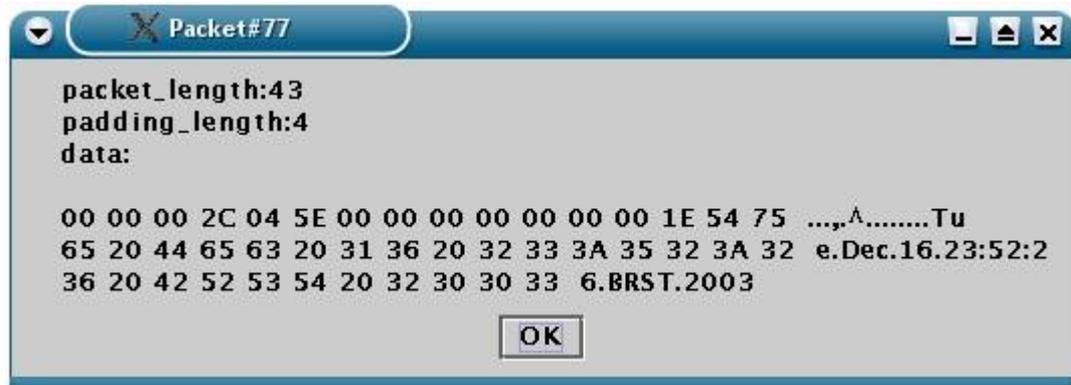 Packet#77
packet_length:43
padding_length:4
data:
00 00 00 2C 04 5E 00 00 00 00 00 00 00 1E 54 75 ...,.^........Tu
65 20 44 65 63 20 31 36 20 32 33 3A 35 32 3A 32 e.Dec.16.23:52:2
36 20 42 52 53 54 20 32 30 30 33 6.BRST.2003
OK